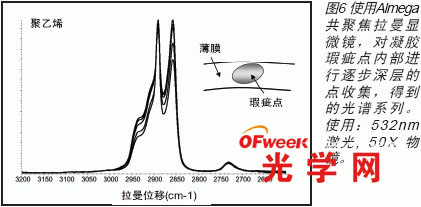 聚乙烯
薄膜
瑕疵点
3200 3150 3100 3050 3000 2950 2900 2850 2800 2750 2700
拉曼位移(cm-1)
图6 使用Almega
共聚焦拉曼显
微镜，对凝胶
瑕疵点内部进
行逐步深层的
点收集，得到
的光谱系列。
使用：532nm
激光, 50X 物
镜。
OFweek
光学网